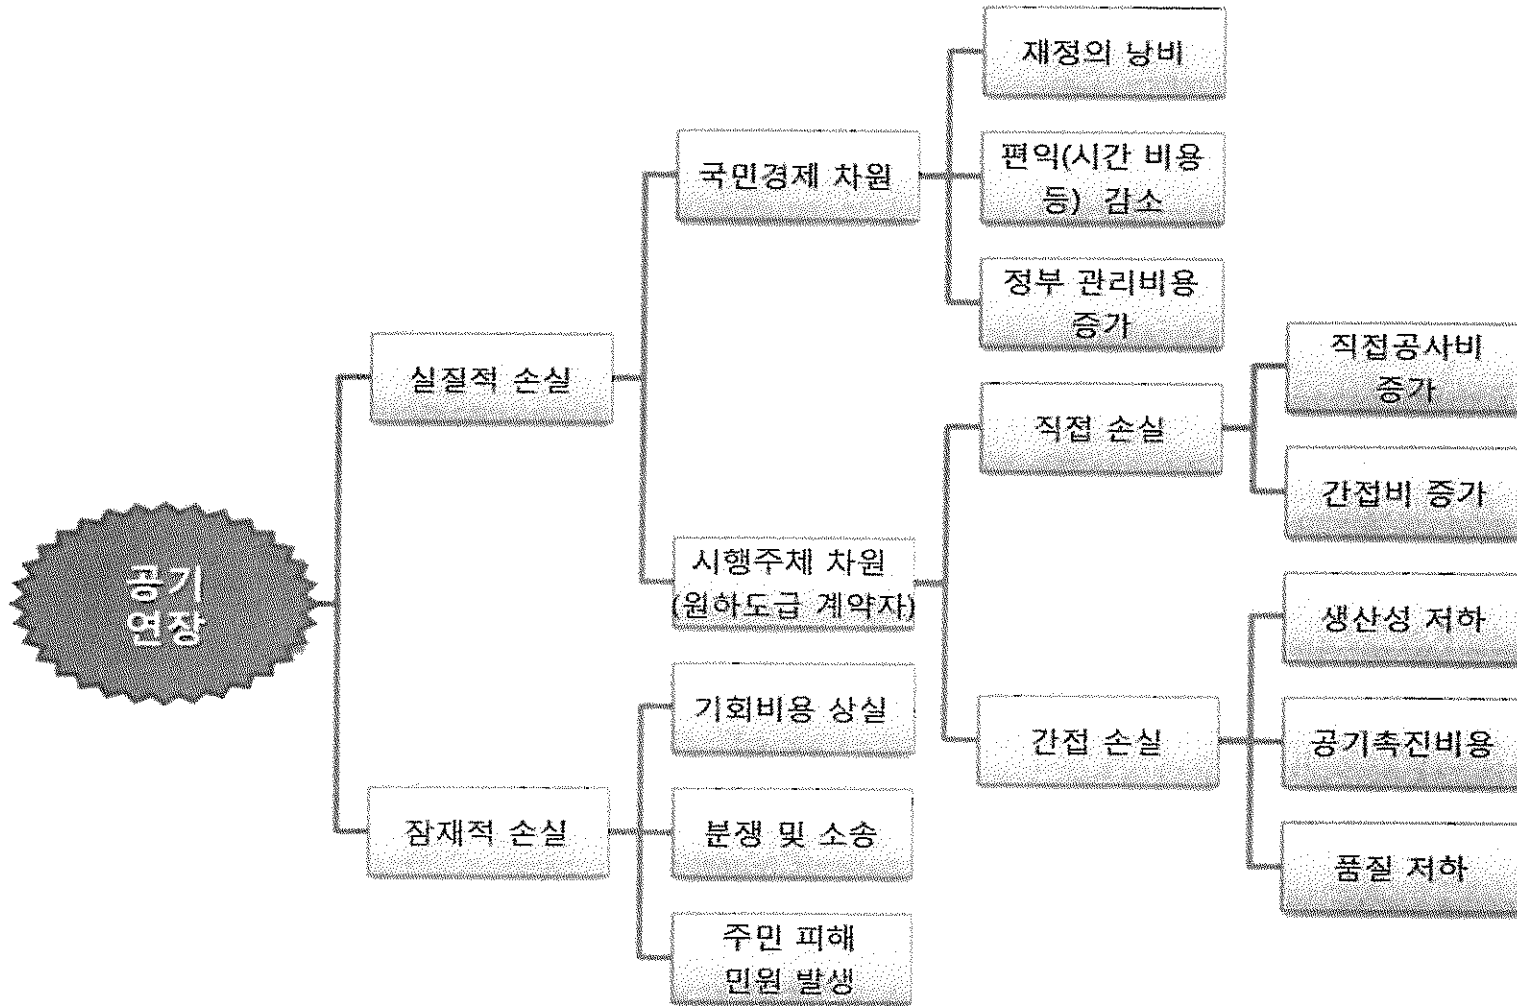 재정의 낭비
국민경제 차원
편익(시간 비용
등) 감소
정부 관리비용
증가
실질적 손실
직접공사비
증가
직접 손실
간접비 증가
시행주체 차원
(원하도급 계약자)
공기
연장
생산성 저하
기회비용 상실
간접 손실
공기촉진비용
잠재적 손실
분쟁 및 소송
품질 저하
주민 피해
민원 발생